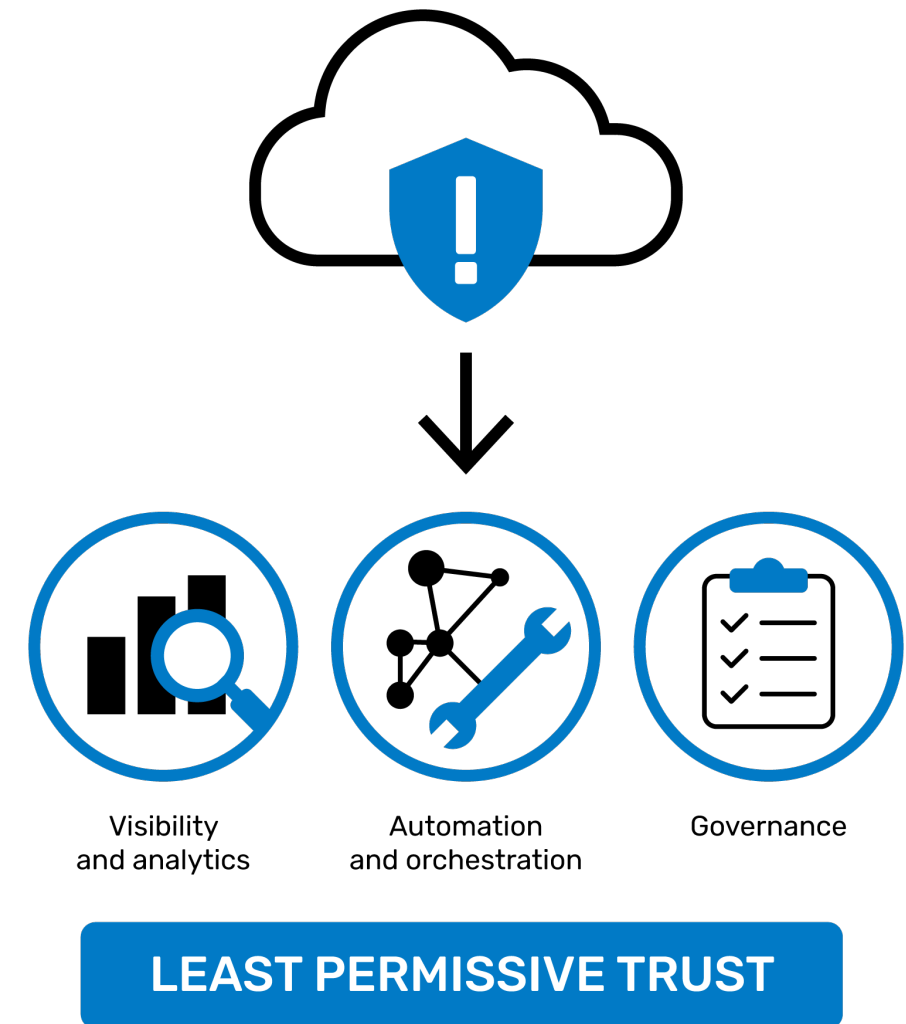 Visibility
and analytics
Automation
and orchestration
Governance
LEAST PERMISSIVE TRUST